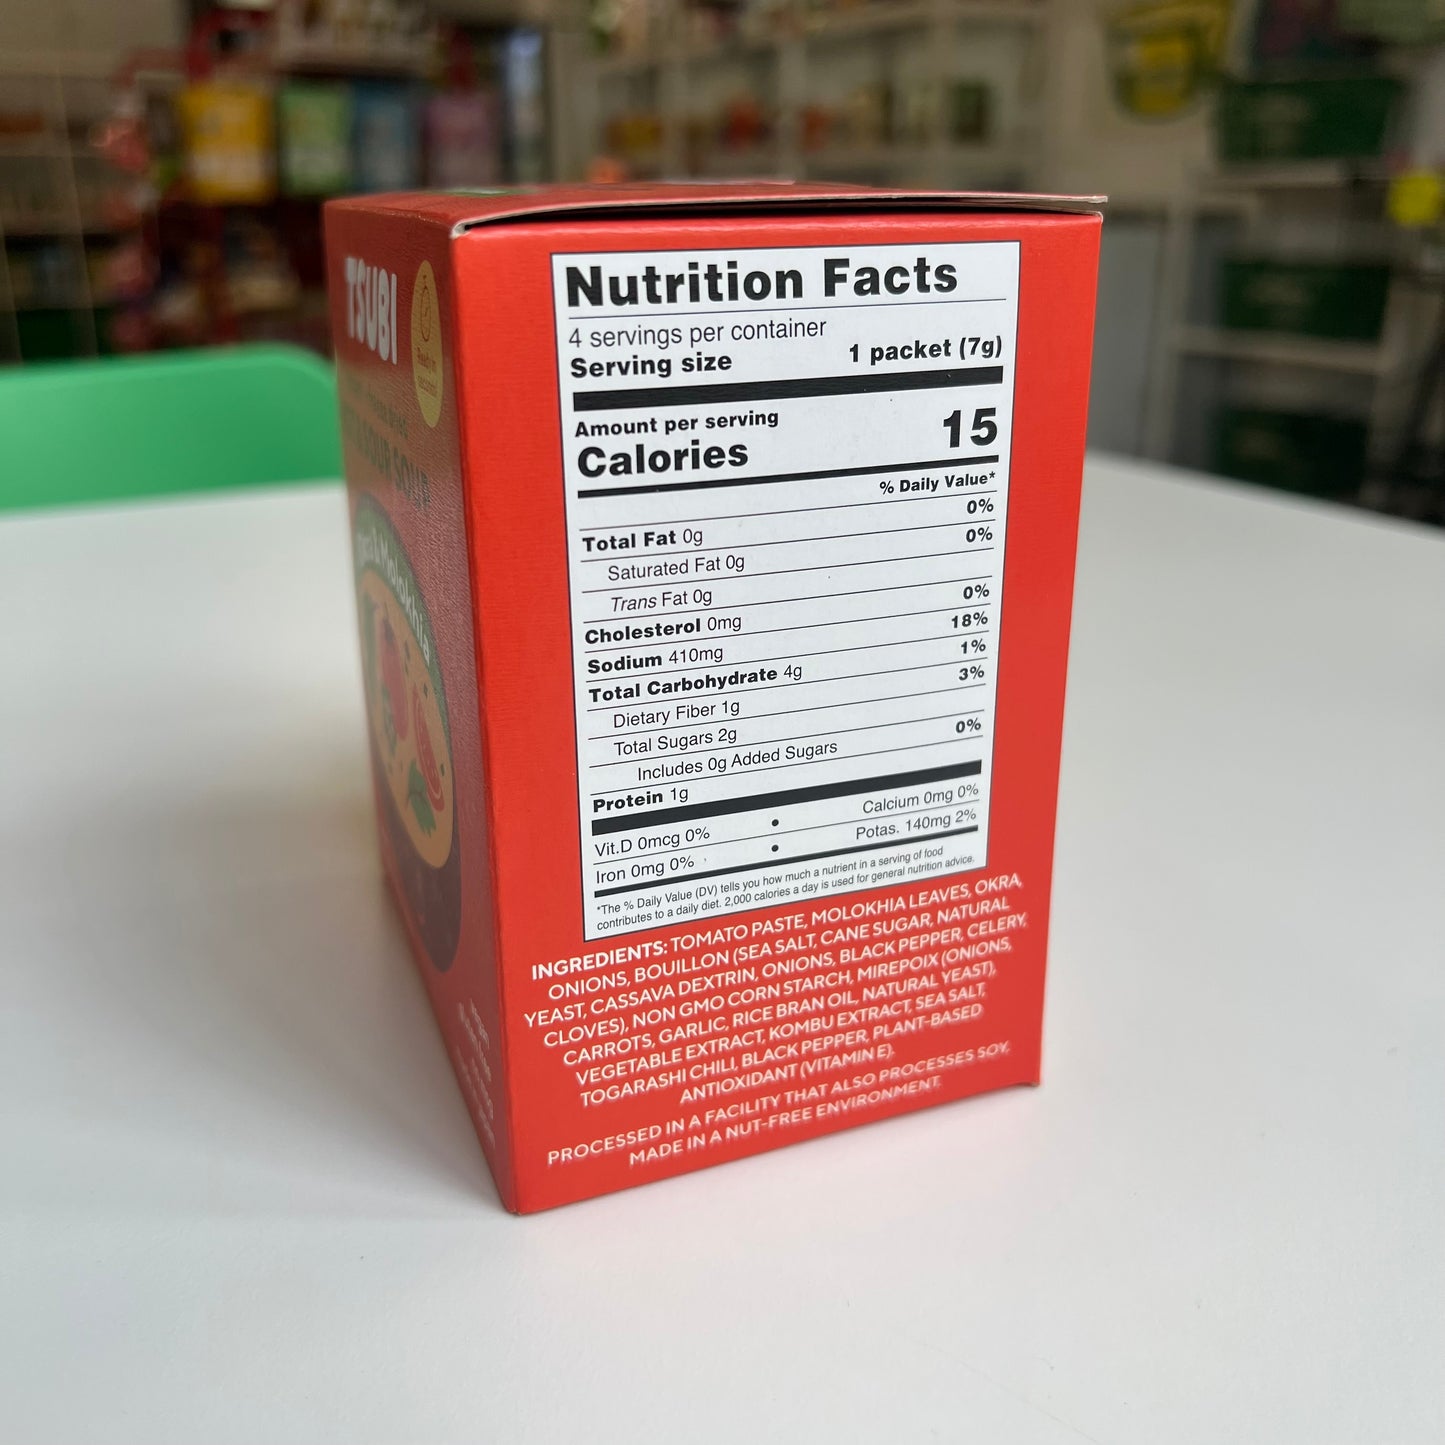 TSUBI
SOUR SOUP
Molokhia
Nutrition Facts
4 servings per container
Serving size 1 packet (7g)
Amount per serving
Calories 15
% Daily Value*
Total Fat 0g 0%
Saturated Fat 0g 0%
Trans Fat 0g
Cholesterol 0mg 0%
Sodium 410mg 18%
Total Carbohydrate 4g 1%
Dietary Fiber 1g 3%
Total Sugars 2g
Includes 0g Added Sugars 0%
Protein 1g
Vit.D 0mcg 0% • Calcium 0mg 0%
Iron 0mg 0% • Potas. 140mg 2%
*The % Daily Value (DV) tells you how much a nutrient in a serving of food
contributes to a daily diet. 2,000 calories a day is used for general nutrition advice.
INGREDIENTS: TOMATO PASTE, MOLOKHIA LEAVES, OKRA,
ONIONS, BOUILLON (SEA SALT, CANE SUGAR, NATURAL
YEAST, CASSAVA DEXTRIN, ONIONS, BLACK PEPPER, CELERY,
CLOVES), NON GMO CORN STARCH, MIREPOIX (ONIONS,
CARROTS, GARLIC, RICE BRAN OIL, NATURAL YEAST),
VEGETABLE EXTRACT, KOMBU EXTRACT, SEA SALT,
TOGARASHI CHILI, BLACK PEPPER, PLANT-BASED
ANTIOXIDANT (VITAMIN E).
PROCESSED IN A FACILITY THAT ALSO PROCESSES SOY.
MADE IN A NUT-FREE ENVIRONMENT.